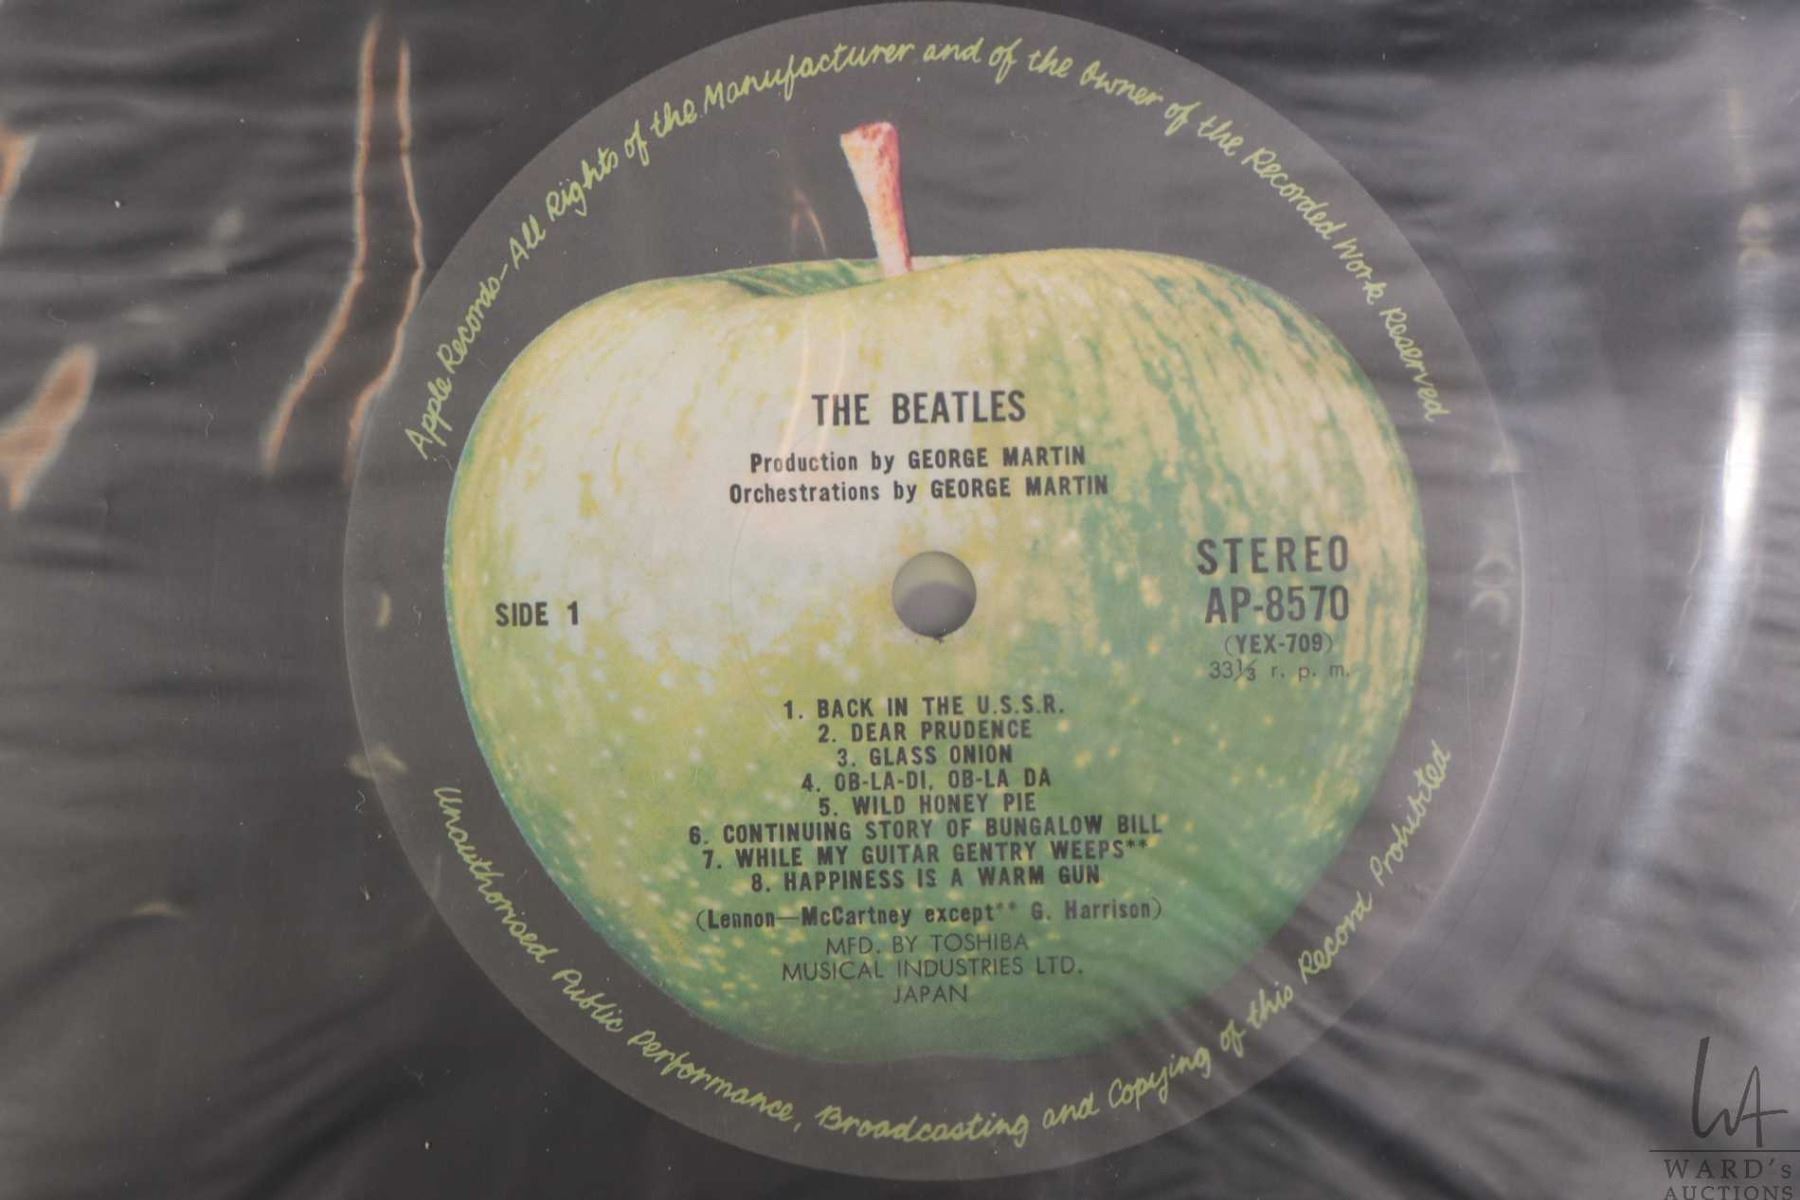 Apple Records—All Rights of the Manufacturer and of the Owner of the Recorded Work Reserved
THE BEATLES
Production by GEORGE MARTIN
Orchestrations by GEORGE MARTIN
STEREO
AP-8570
(YEX-709)
33⅓ r. p. m.
SIDE 1
1. BACK IN THE U.S.S.R.
2. DEAR PRUDENCE
3. GLASS ONION
4. OB-LA-DI, OB-LA DA
5. WILD HONEY PIE
6. CONTINUING STORY OF BUNGALOW BILL
7. WHILE MY GUITAR GENTRY WEEPS**
8. HAPPINESS IS A WARM GUN
(Lennon—McCartney except** G. Harrison)
MFD. BY TOSHIBA
MUSICAL INDUSTRIES LTD.
JAPAN
Unauthorised Public Performance, Broadcasting and Copying of this Record Prohibited
WA
WARD's
AUCTIONS